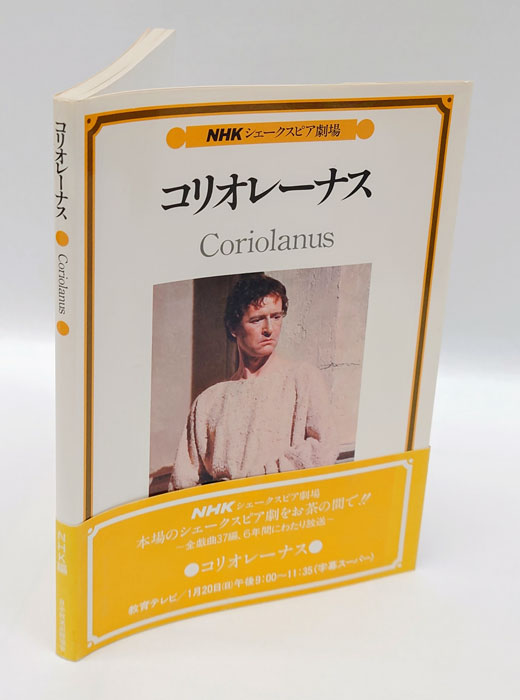 NHK シェークスピア劇場
コリオレーナス
Coriolanus
NHK シェークスピア劇場
本場のシェークスピア劇をお茶の間で!!
−全戯曲37編、6年間にわたり放送−
●コリオレーナス●
教育テレビ/1月20日(日)午後9:00〜11:35(字幕スーパー)
コリオレーナス
Coriolanus
NHK編